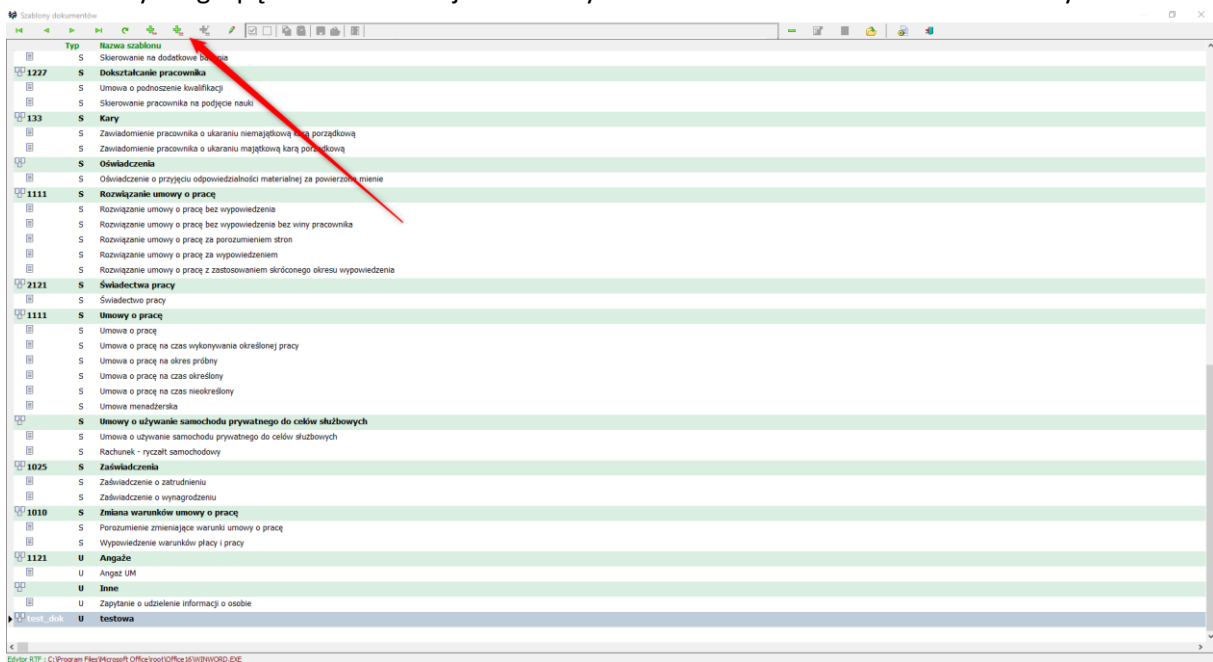 Szablony dokumentów
Typ Nazwa szablonu
S Skierowanie na dodatkowe badania
1227 S Dokształcanie pracownika
S Umowa o podnoszenie kwalifikacji
S Skierowanie pracownika na podjęcie nauki
133 S Kary
S Zawiadomienie pracownika o ukaraniu niemajątkową karą porządkową
S Zawiadomienie pracownika o ukaraniu majątkową karą porządkową
S Oświadczenia
S Oświadczenie o przyjęciu odpowiedzialności materialnej za powierzone mienie
1111 S Rozwiązanie umowy o pracę
S Rozwiązanie umowy o pracę bez wypowiedzenia
S Rozwiązanie umowy o pracę bez wypowiedzenia bez winy pracownika
S Rozwiązanie umowy o pracę za porozumieniem stron
S Rozwiązanie umowy o pracę za wypowiedzeniem
S Rozwiązanie umowy o pracę z zastosowaniem skróconego okresu wypowiedzenia
2121 S Świadectwa pracy
S Świadectwo pracy
1111 S Umowy o pracę
S Umowa o pracę
S Umowa o pracę na czas wykonywania określonej pracy
S Umowa o pracę na okres próbny
S Umowa o pracę na czas określony
S Umowa o pracę na czas nieokreślony
S Umowa menadżerska
S Umowy o używanie samochodu prywatnego do celów służbowych
S Umowa o używanie samochodu prywatnego do celów służbowych
S Rachunek - ryczałt samochodowy
1025 S Zaświadczenia
S Zaświadczenie o zatrudnieniu
S Zaświadczenie o wynagrodzeniu
1010 S Zmiana warunków umowy o pracę
S Porozumienie zmieniające warunki umowy o pracę
S Wypowiedzenie warunków płacy i pracy
1121 U Angaże
U Angaż UM
U Inne
U Zapytanie o udzielenie informacji o osobie
test_dok U testowa
Edytor RTF : C:\Program Files\Microsoft Office\root\Office16\WINWORD.EXE